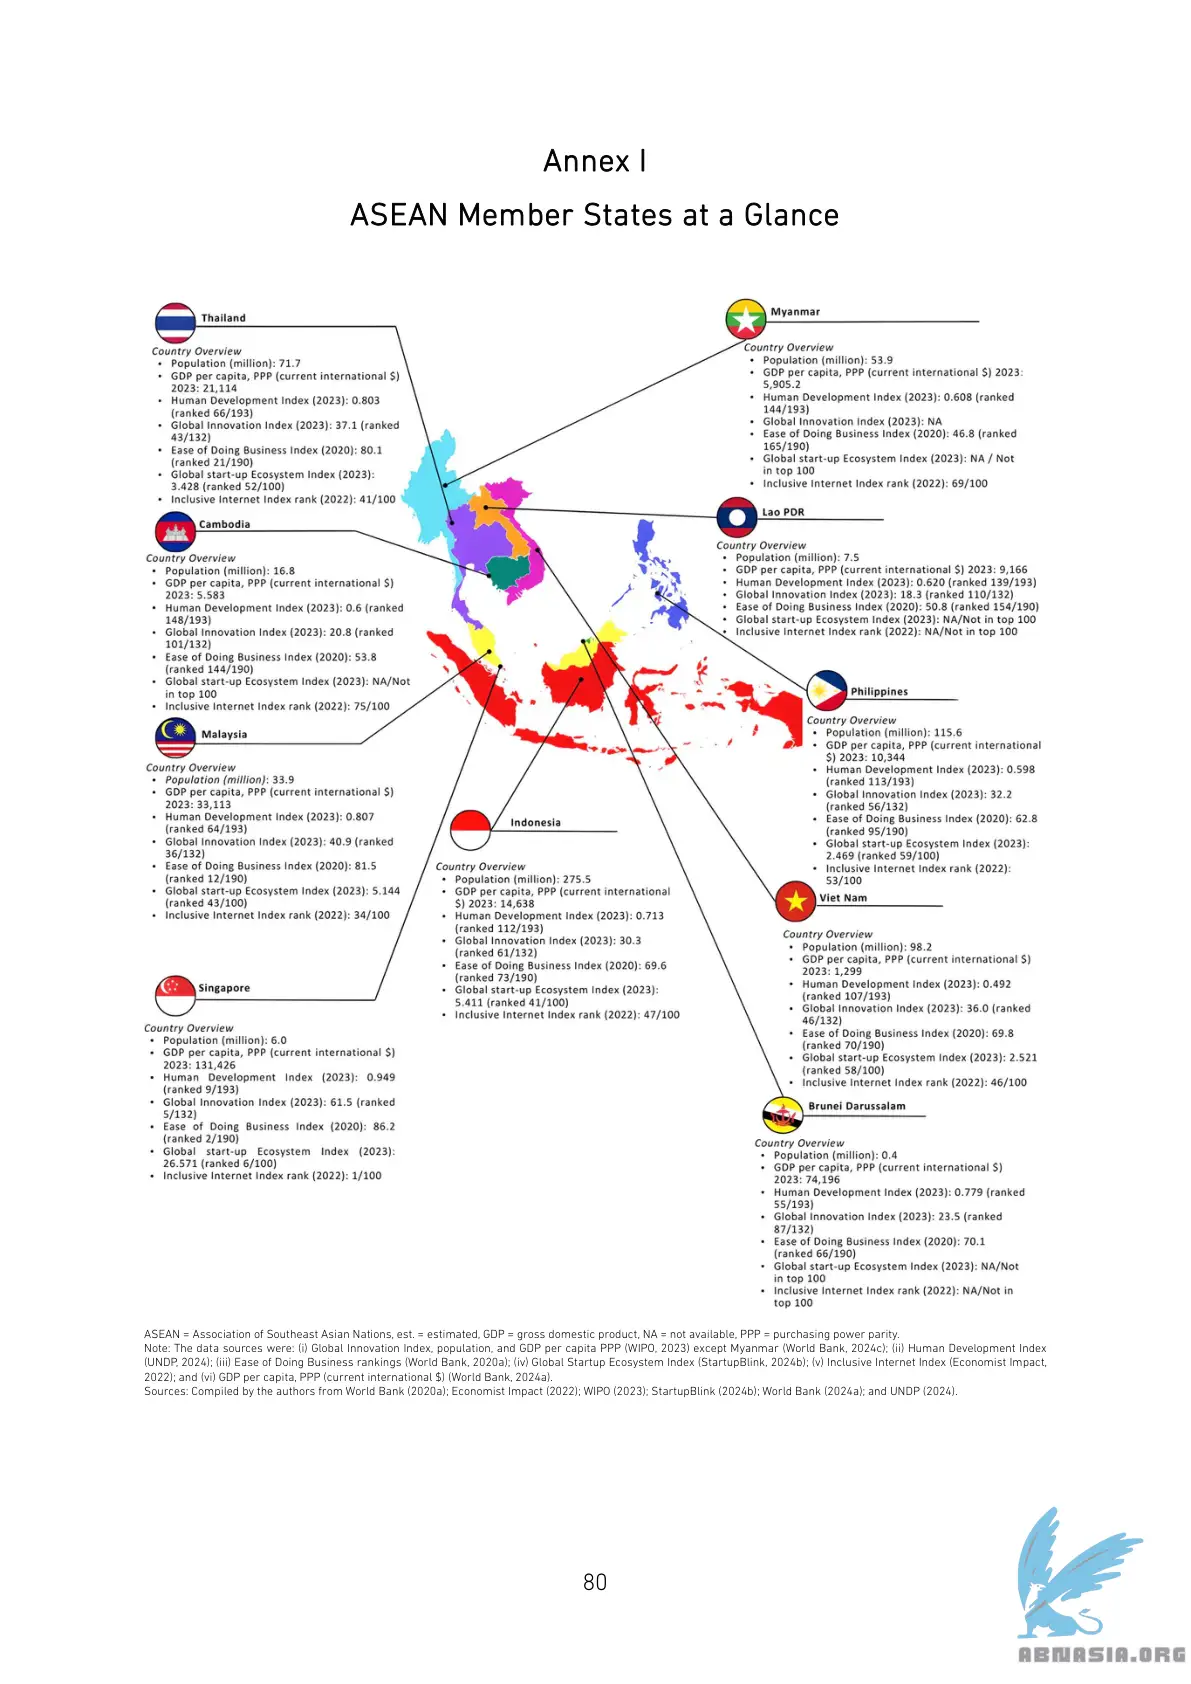 Annex I
ASEAN Member States at a Glance
Thailand
Country Overview
• Population (million): 71.7
• GDP per capita, PPP (current international $)
2023: 21,114
• Human Development Index (2023): 0.803
(ranked 66/193)
• Global Innovation Index (2023): 37.1 (ranked
43/132)
• Ease of Doing Business Index (2020): 80.1
(ranked 21/190)
• Global start-up Ecosystem Index (2023):
3.428 (ranked 52/100)
• Inclusive Internet Index rank (2022): 41/100
Cambodia
Country Overview
• Population (million): 16.8
• GDP per capita, PPP (current international $)
2023: 5.583
• Human Development Index (2023): 0.6 (ranked
148/193)
• Global Innovation Index (2023): 20.8 (ranked
101/132)
• Ease of Doing Business Index (2020): 53.8
(ranked 144/190)
• Global start-up Ecosystem Index (2023): NA/Not
in top 100
• Inclusive Internet Index rank (2022): 75/100
Malaysia
Country Overview
• Population (million): 33.9
• GDP per capita, PPP (current international $)
2023: 33,113
• Human Development Index (2023): 0.807
(ranked 64/193)
• Global Innovation Index (2023): 40.9 (ranked
36/132)
• Ease of Doing Business Index (2020): 81.5
(ranked 12/190)
• Global start-up Ecosystem Index (2023): 5.144
(ranked 43/100)
• Inclusive Internet Index rank (2022): 34/100
Singapore
Country Overview
• Population (million): 6.0
• GDP per capita, PPP (current international $)
2023: 131,426
• Human Development Index (2023): 0.949
(ranked 9/193)
• Global Innovation Index (2023): 61.5 (ranked
5/132)
• Ease of Doing Business Index (2020): 86.2
(ranked 2/190)
• Global start-up Ecosystem Index (2023):
26.571 (ranked 6/100)
• Inclusive Internet Index rank (2022): 1/100
Indonesia
Country Overview
• Population (million): 275.5
• GDP per capita, PPP (current international
$) 2023: 14,638
• Human Development Index (2023): 0.713
(ranked 112/193)
• Global Innovation Index (2023): 30.3
(ranked 61/132)
• Ease of Doing Business Index (2020): 69.6
(ranked 73/190)
• Global start-up Ecosystem Index (2023):
5.411 (ranked 41/100)
• Inclusive Internet Index rank (2022): 47/100
Myanmar
Country Overview
• Population (million): 53.9
• GDP per capita, PPP (current international $) 2023:
5,905.2
• Human Development Index (2023): 0.608 (ranked
144/193)
• Global Innovation Index (2023): NA
• Ease of Doing Business Index (2020): 46.8 (ranked
165/190)
• Global start-up Ecosystem Index (2023): NA / Not
in top 100
• Inclusive Internet Index rank (2022): 69/100
Lao PDR
Country Overview
• Population (million): 7.5
• GDP per capita, PPP (current international $) 2023: 9,166
• Human Development Index (2023): 0.620 (ranked 139/193)
• Global Innovation Index (2023): 18.3 (ranked 110/132)
• Ease of Doing Business Index (2020): 50.8 (ranked 154/190)
• Global start-up Ecosystem Index (2023): NA/Not in top 100
• Inclusive Internet Index rank (2022): NA/Not in top 100
Philippines
Country Overview
• Population (million): 115.6
• GDP per capita, PPP (current international
$) 2023: 10,344
• Human Development Index (2023): 0.598
(ranked 113/193)
• Global Innovation Index (2023): 32.2
(ranked 56/132)
• Ease of Doing Business Index (2020): 62.8
(ranked 95/190)
• Global start-up Ecosystem Index (2023):
2.469 (ranked 59/100)
• Inclusive Internet Index rank (2022):
53/100
Viet Nam
Country Overview
• Population (million): 98.2
• GDP per capita, PPP (current international $)
2023: 1,299
• Human Development Index (2023): 0.492
(ranked 107/193)
• Global Innovation Index (2023): 36.0 (ranked
46/132)
• Ease of Doing Business Index (2020): 69.8
(ranked 70/190)
• Global start-up Ecosystem Index (2023): 2.521
(ranked 58/100)
• Inclusive Internet Index rank (2022): 46/100
Brunei Darussalam
Country Overview
• Population (million): 0.4
• GDP per capita, PPP (current international $)
2023: 74,196
• Human Development Index (2023): 0.779 (ranked
55/193)
• Global Innovation Index (2023): 23.5 (ranked
87/132)
• Ease of Doing Business Index (2020): 70.1
(ranked 66/190)
• Global start-up Ecosystem Index (2023): NA/Not
in top 100
• Inclusive Internet Index rank (2022): NA/Not in
top 100
ASEAN = Association of Southeast Asian Nations, est. = estimated, GDP = gross domestic product, NA = not available, PPP = purchasing power parity.
Note: The data sources were: (i) Global Innovation Index, population, and GDP per capita PPP (WIPO, 2023) except Myanmar (World Bank, 2024c); (ii) Human Development Index
(UNDP, 2024); (iii) Ease of Doing Business rankings (World Bank, 2020a); (iv) Global Startup Ecosystem Index (StartupBlink, 2024b); (v) Inclusive Internet Index (Economist Impact,
2022); and (vi) GDP per capita, PPP (current international $) (World Bank, 2024a).
Sources: Compiled by the authors from World Bank (2020a); Economist Impact (2022); WIPO (2023); StartupBlink (2024b); World Bank (2024a); and UNDP (2024).
80
ABNASIA.ORG